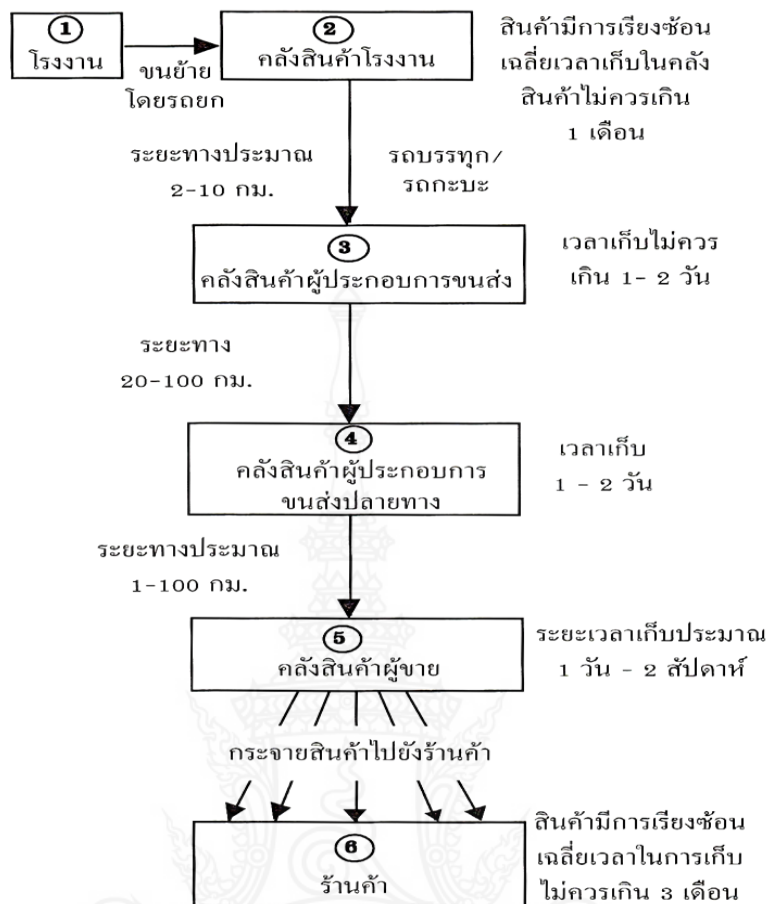 1
โรงงาน
ขนย้าย
โดยรถยก
2
คลังสินค้าโรงงาน
สินค้ามีการเรียงซ้อน
เฉลี่ยเวลาเก็บในคลัง
สินค้าไม่ควรเกิน
1 เดือน
ระยะทางประมาณ
2-10 กม.
รถบรรทุก/
รถกะบะ
3
คลังสินค้าผู้ประกอบการขนส่ง
เวลาเก็บไม่ควร
เกิน 1- 2 วัน
ระยะทาง
20-100 กม.
4
คลังสินค้าผู้ประกอบการ
ขนส่งปลายทาง
เวลาเก็บ
1 - 2 วัน
ระยะทางประมาณ
1-100 กม.
5
คลังสินค้าผู้ขาย
ระยะเวลาเก็บประมาณ
1 วัน - 2 สัปดาห์
กระจายสินค้าไปยังร้านค้า
6
ร้านค้า
สินค้ามีการเรียงซ้อน
เฉลี่ยเวลาในการเก็บ
ไม่ควรเกิน 3 เดือน